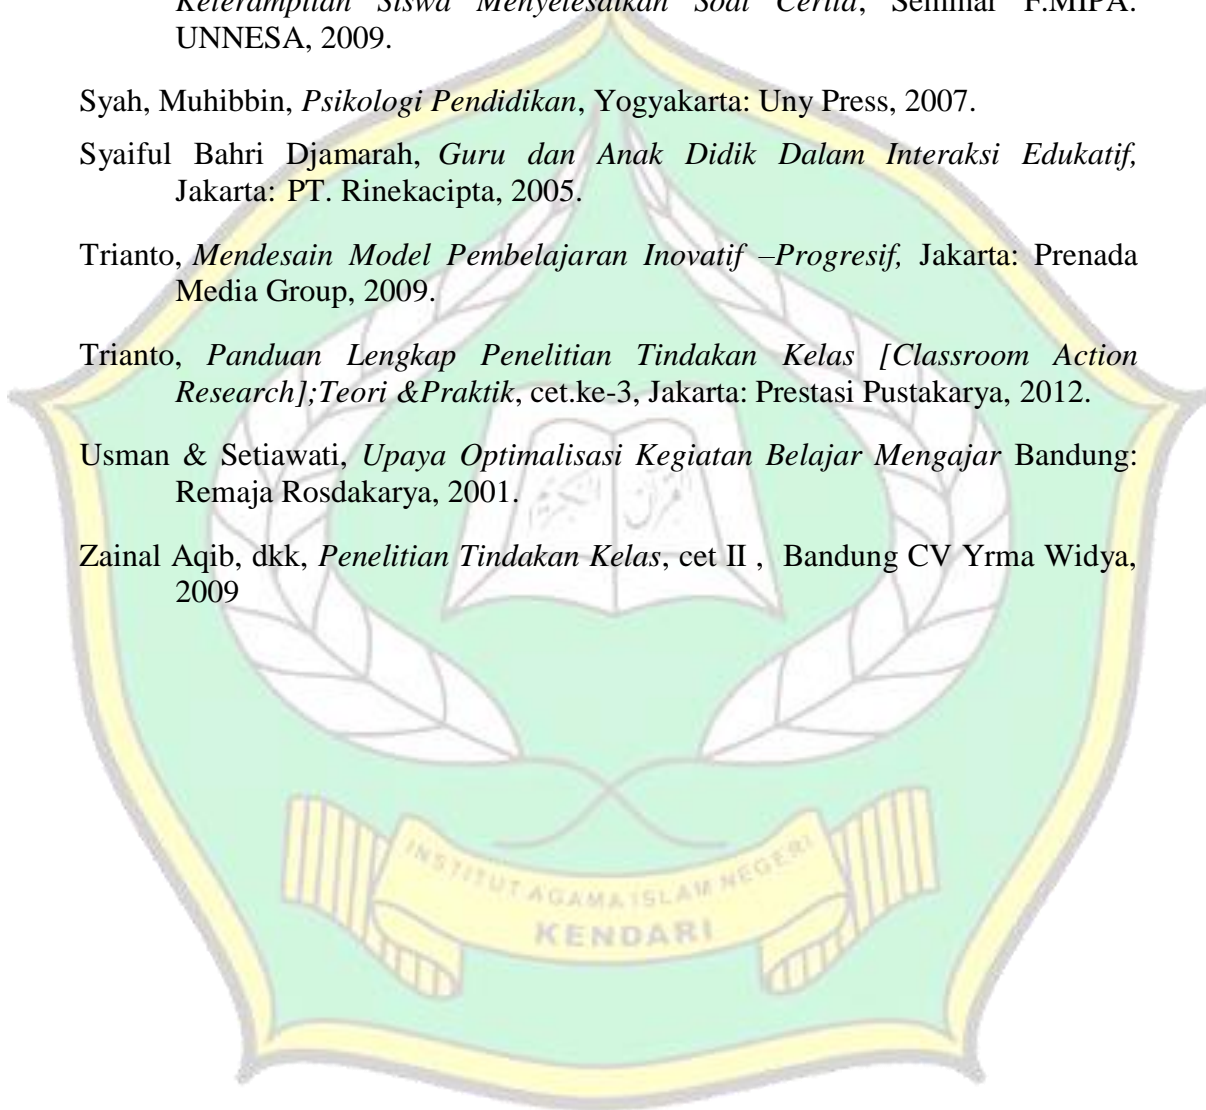 Keterampilan Siswa Menyelesaikan Soal Cerita, Seminar F.MIPA.
UNNESA, 2009.
Syah, Muhibbin, Psikologi Pendidikan, Yogyakarta: Uny Press, 2007.
Syaiful Bahri Djamarah, Guru dan Anak Didik Dalam Interaksi Edukatif,
Jakarta: PT. Rinekacipta, 2005.
Trianto, Mendesain Model Pembelajaran Inovatif –Progresif, Jakarta: Prenada
Media Group, 2009.
Trianto, Panduan Lengkap Penelitian Tindakan Kelas [Classroom Action
Research];Teori &Praktik, cet.ke-3, Jakarta: Prestasi Pustakarya, 2012.
Usman & Setiawati, Upaya Optimalisasi Kegiatan Belajar Mengajar Bandung:
Remaja Rosdakarya, 2001.
Zainal Aqib, dkk, Penelitian Tindakan Kelas, cet II , Bandung CV Yrma Widya,
2009
INSTITUT AGAMA ISLAM NEGERI
KENDARI